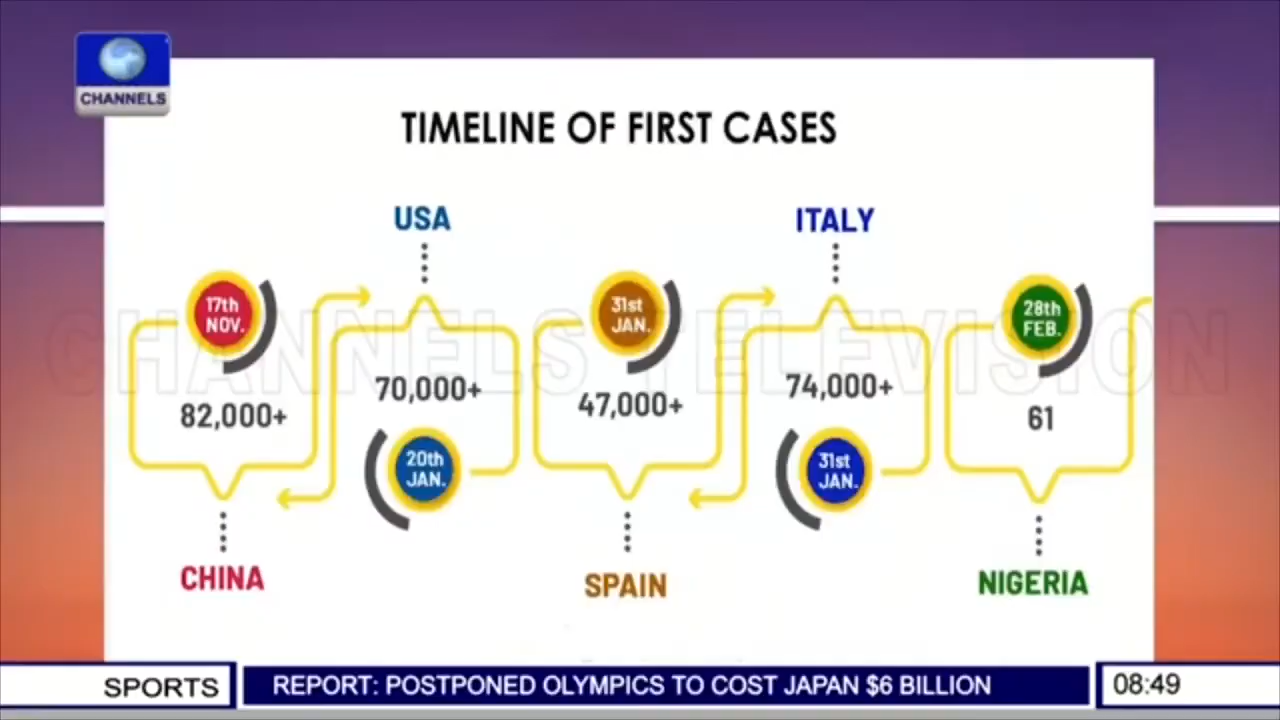 CHANNELS
TIMELINE OF FIRST CASES
USA
ITALY
17th
NOV.
31st
JAN.
28th
FEB.
CHANNELS TELEVISION
82,000+
70,000+
47,000+
74,000+
61
20th
JAN.
31st
JAN.
CHINA
SPAIN
NIGERIA
SPORTS
REPORT: POSTPONED OLYMPICS TO COST JAPAN $6 BILLION
08:49